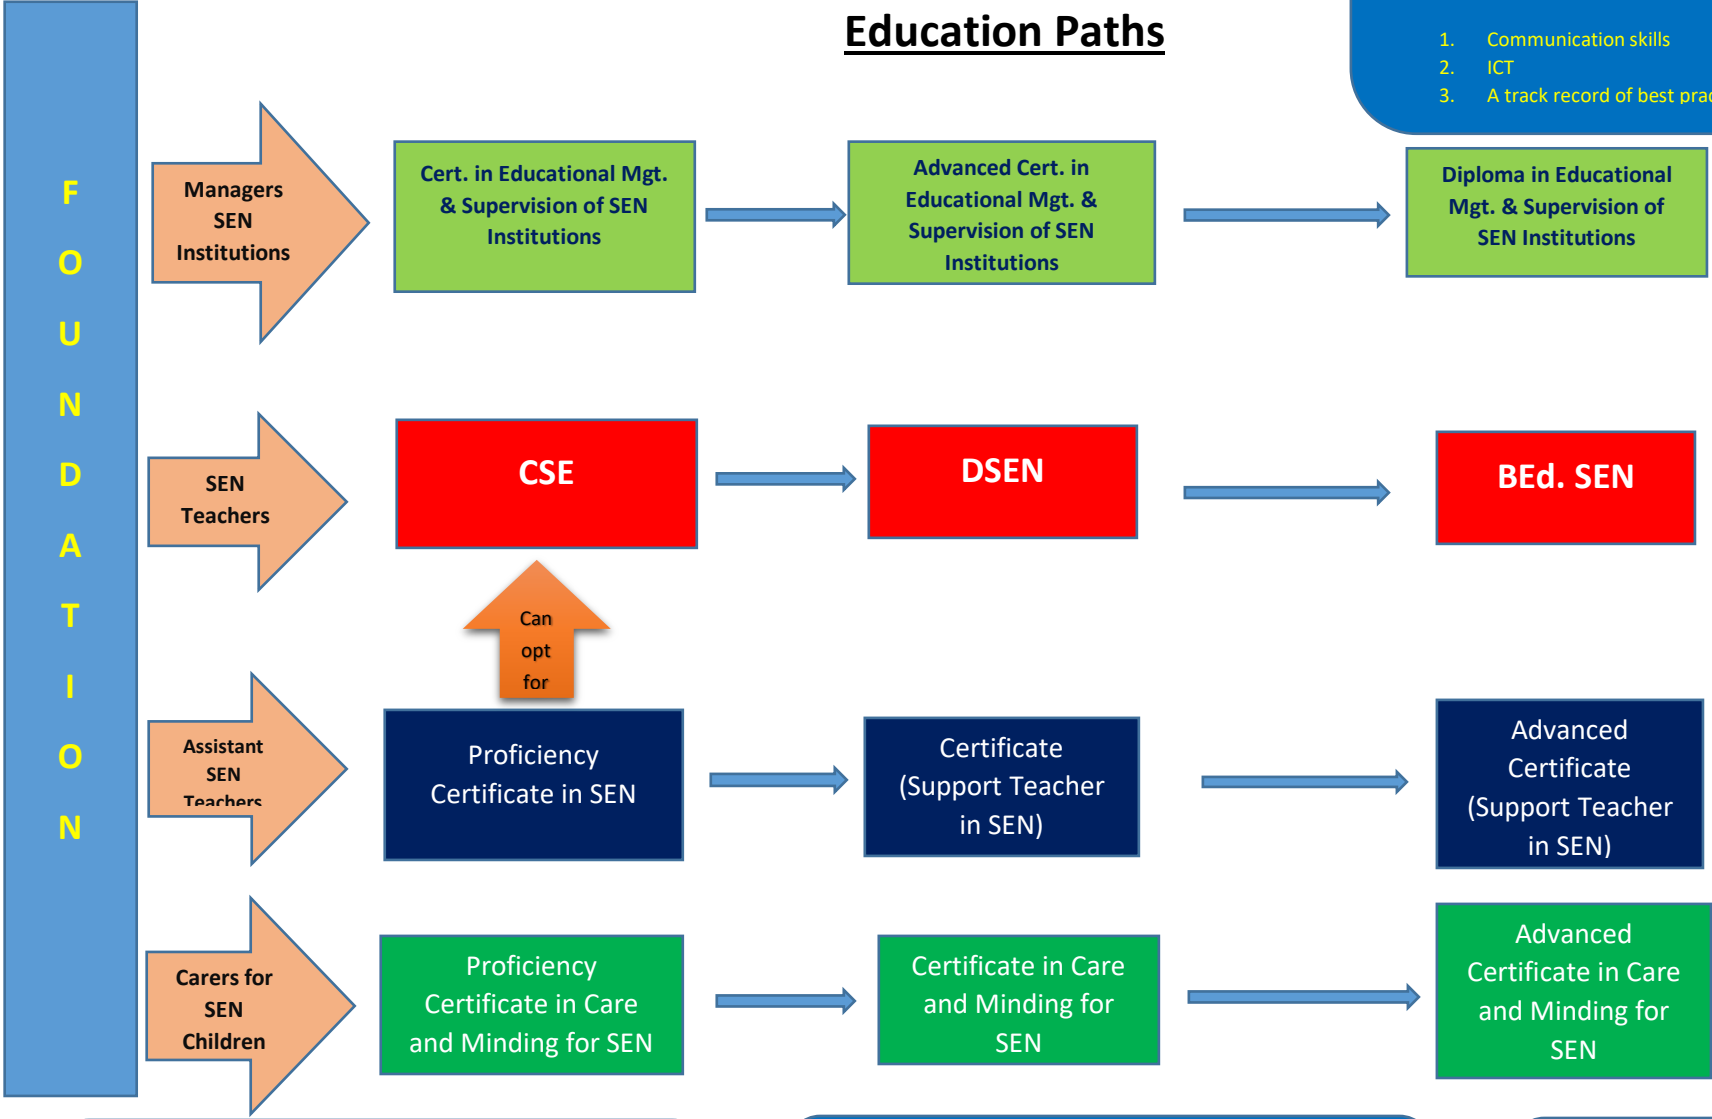 Education Paths
1. Communication skills
2. ICT
3. A track record of best
F
O
U
N
D
A
T
I
O
N
Managers
SEN
Institutions
Cert. in Educational Mgt.
& Supervision of SEN
Institutions
Advanced Cert. in
Educational Mgt. &
Supervision of SEN
Institutions
Diploma in Educational
Mgt. & Supervision of
SEN Institutions
SEN
Teachers
CSE
DSEN
BEd. SEN
Can
opt
for
Assistant
SEN
Teachers
Proficiency
Certificate in SEN
Certificate
(Support Teacher
in SEN)
Advanced
Certificate
(Support Teacher
in SEN)
Carers for
SEN
Children
Proficiency
Certificate in Care
and Minding for SEN
Certificate in Care
and Minding for
SEN
Advanced
Certificate in Care
and Minding for
SEN